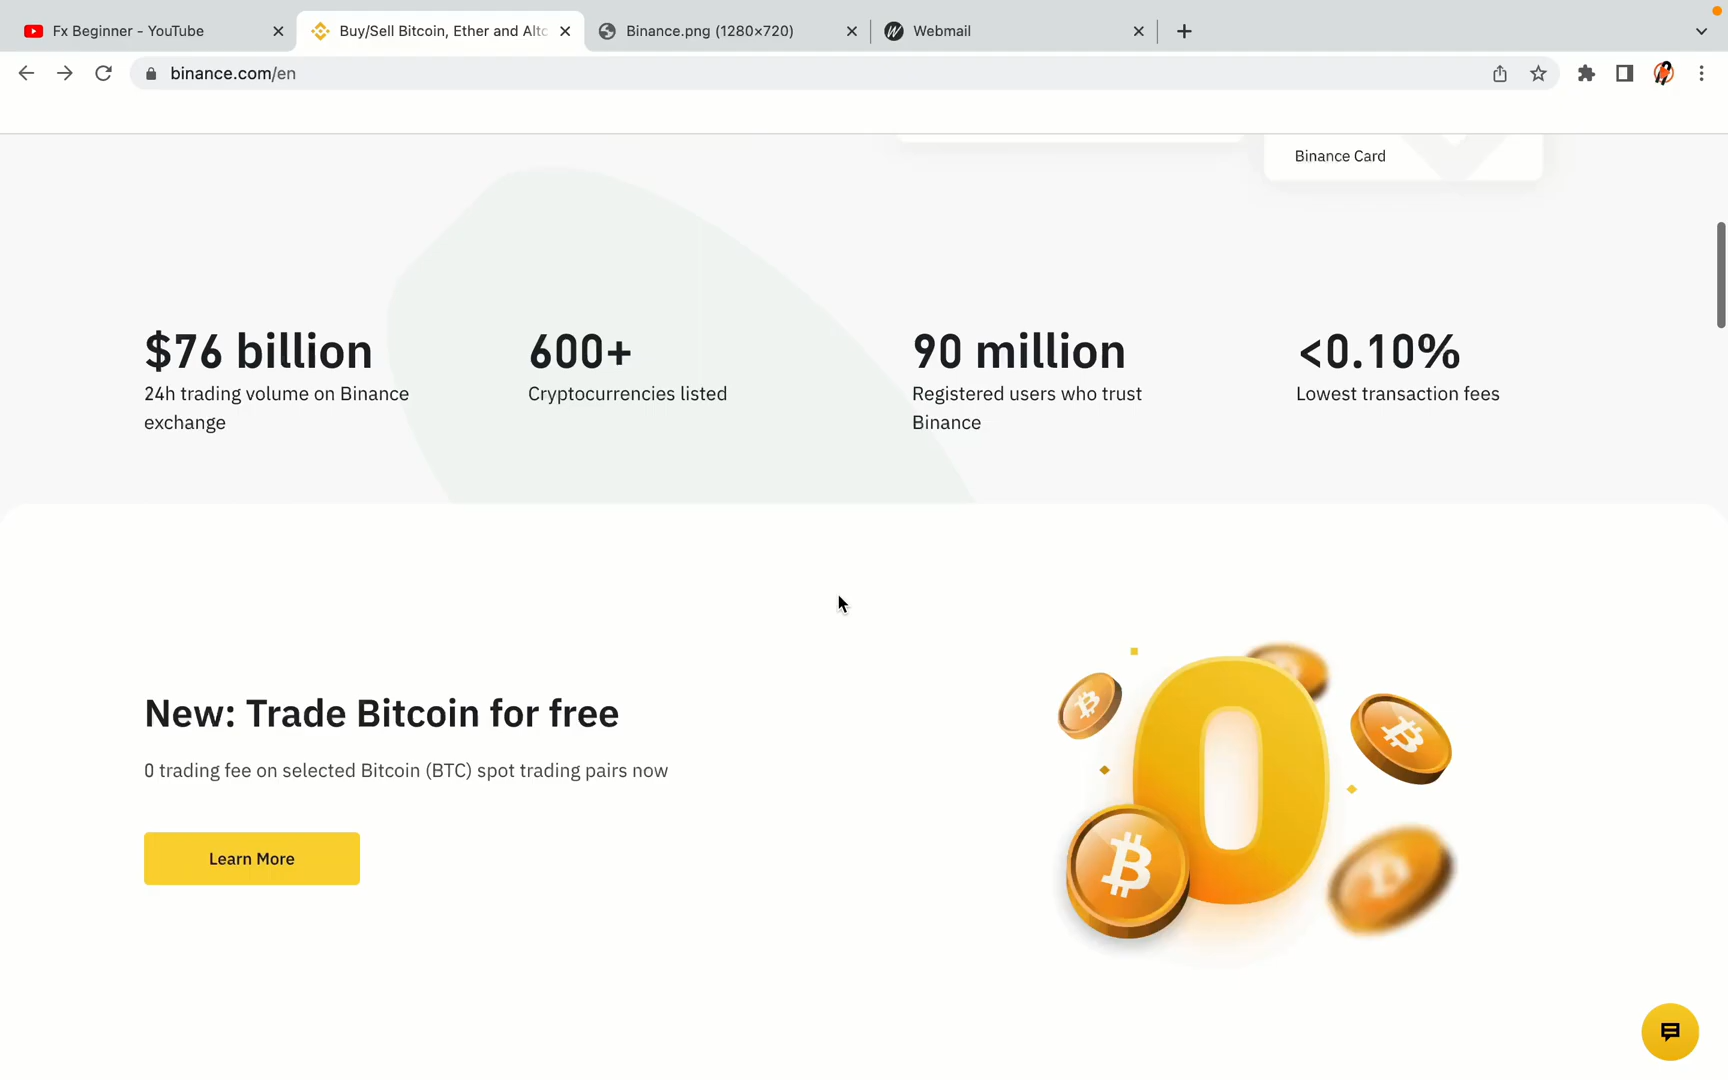 Fx Beginner - YouTube
Buy/Sell Bitcoin, Ether and Altc
Binance.png (1280×720)
Webmail
binance.com/en
Binance Card
$76 billion
24h trading volume on Binance
exchange
600+
Cryptocurrencies listed
90 million
Registered users who trust
Binance
<0.10%
Lowest transaction fees
New: Trade Bitcoin for free
0 trading fee on selected Bitcoin (BTC) spot trading pairs now
Learn More
0